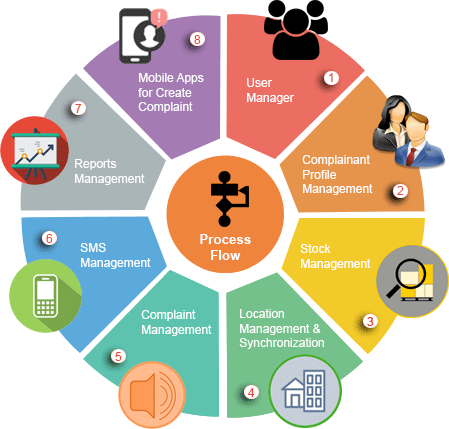 8
Mobile Apps
for Create
Complaint
1
User
Manager
Complainant
Profile
Management
2
Stock
Management
3
Location
Management &
Synchronization
4
Complaint
Management
5
6
SMS
Management
7
Reports
Management
Process
Flow